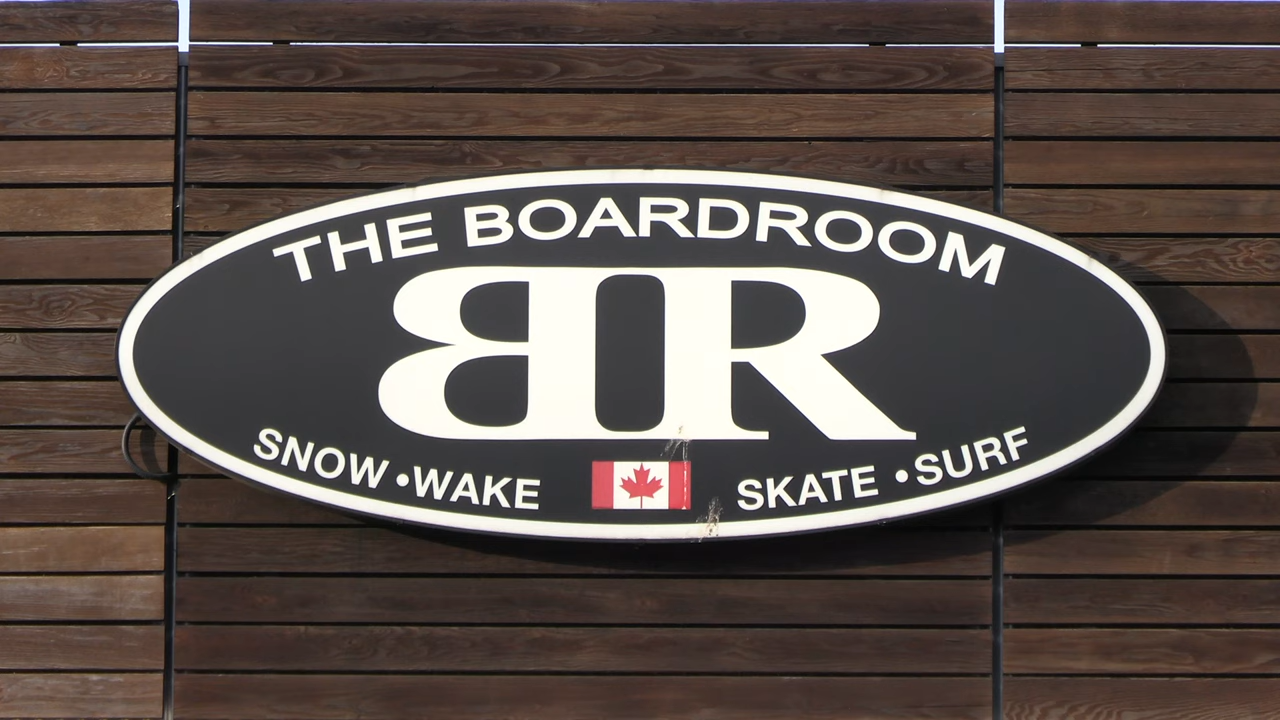 THE BOARDROOM
BR
SNOW • WAKE SKATE • SURF